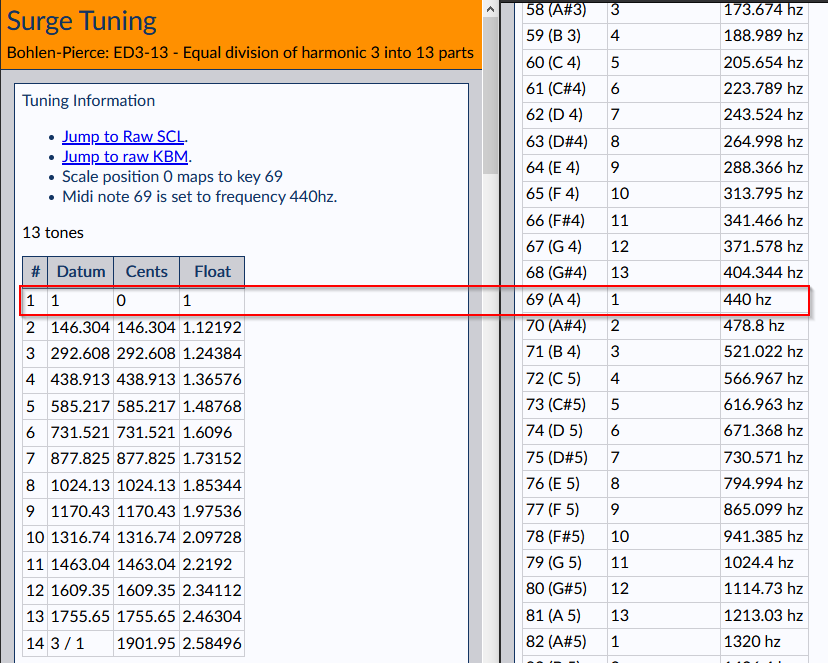 Surge Tuning
Bohlen-Pierce: ED3-13 - Equal division of harmonic 3 into 13 parts
Tuning Information
Jump to Raw SCL.
Jump to raw KBM.
Scale position 0 maps to key 69
Midi note 69 is set to frequency 440hz.
13 tones
# Datum Cents Float
1 1 0 1
2 146.304 146.304 1.12192
3 292.608 292.608 1.24384
4 438.913 438.913 1.36576
5 585.217 585.217 1.48768
6 731.521 731.521 1.6096
7 877.825 877.825 1.73152
8 1024.13 1024.13 1.85344
9 1170.43 1170.43 1.97536
10 1316.74 1316.74 2.09728
11 1463.04 1463.04 2.2192
12 1609.35 1609.35 2.34112
13 1755.65 1755.65 2.46304
14 3 / 1 1901.95 2.58496
58 (A#3) 3 173.674 hz
59 (B 3) 4 188.989 hz
60 (C 4) 5 205.654 hz
61 (C#4) 6 223.789 hz
62 (D 4) 7 243.524 hz
63 (D#4) 8 264.998 hz
64 (E 4) 9 288.366 hz
65 (F 4) 10 313.795 hz
66 (F#4) 11 341.466 hz
67 (G 4) 12 371.578 hz
68 (G#4) 13 404.344 hz
69 (A 4) 1 440 hz
70 (A#4) 2 478.8 hz
71 (B 4) 3 521.022 hz
72 (C 5) 4 566.967 hz
73 (C#5) 5 616.963 hz
74 (D 5) 6 671.368 hz
75 (D#5) 7 730.571 hz
76 (E 5) 8 794.994 hz
77 (F 5) 9 865.099 hz
78 (F#5) 10 941.385 hz
79 (G 5) 11 1024.4 hz
80 (G#5) 12 1114.73 hz
81 (A 5) 13 1213.03 hz
82 (A#5) 1 1320 hz